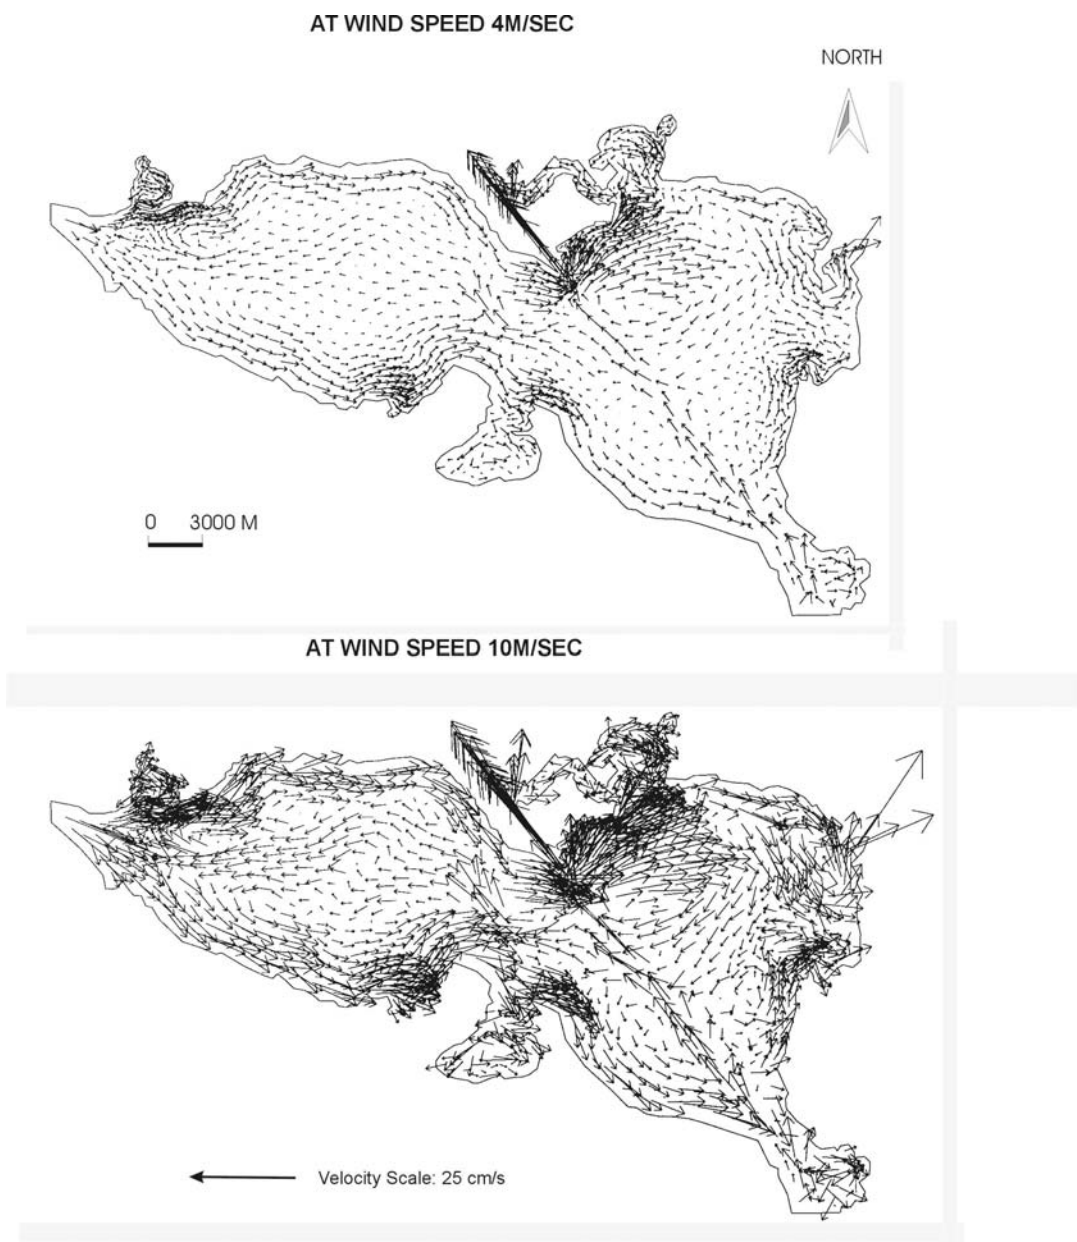 AT WIND SPEED 4M/SEC
NORTH
0 3000 M
AT WIND SPEED 10M/SEC
Velocity Scale: 25 cm/s